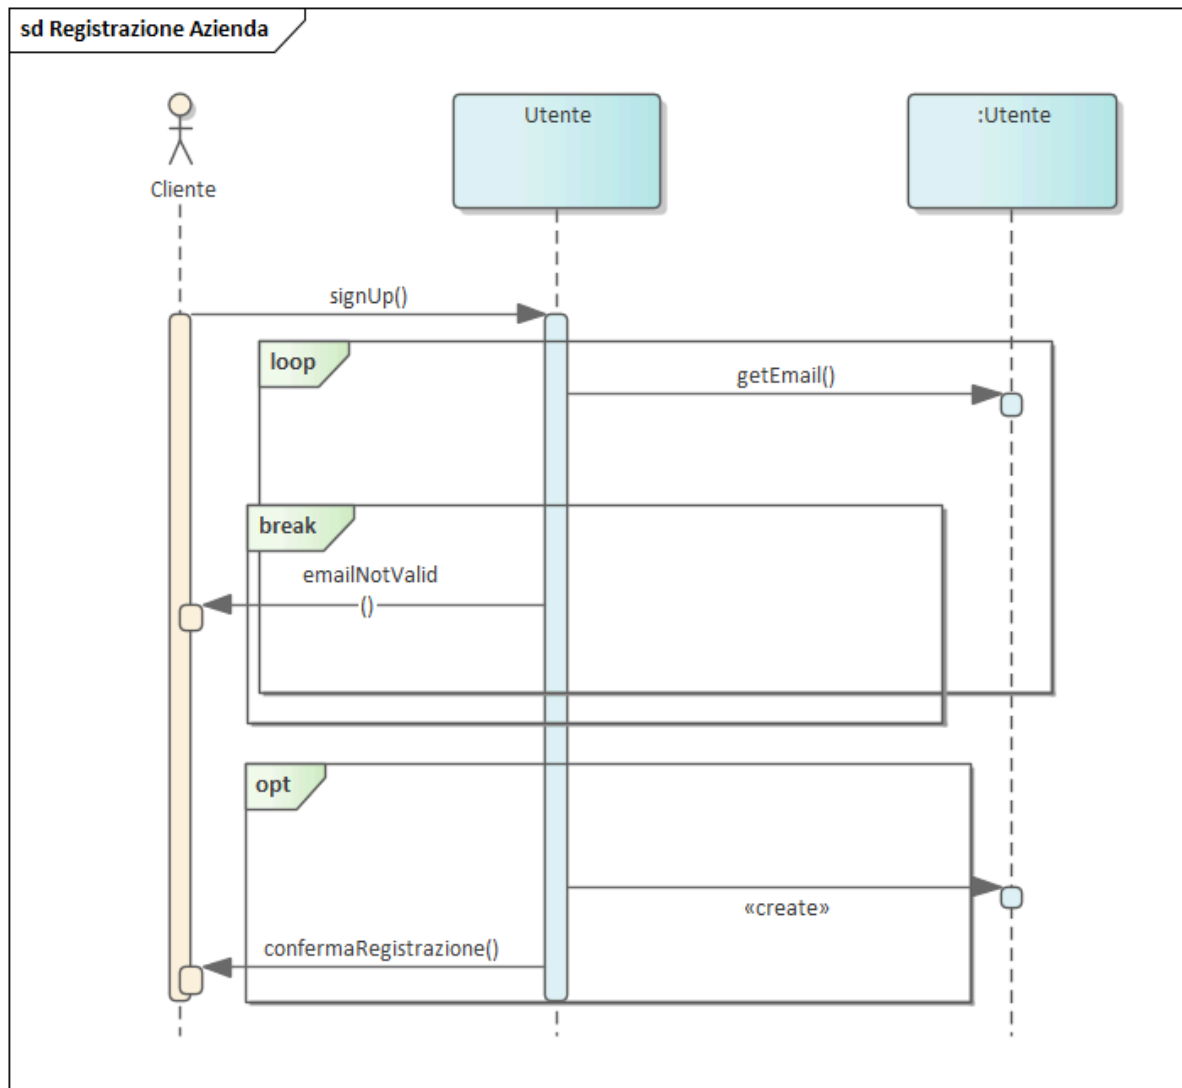 sd Registrazione Azienda
Cliente
Utente
:Utente
signUp()
loop
getEmail()
break
emailNotValid
()
opt
«create»
confermaRegistrazione()